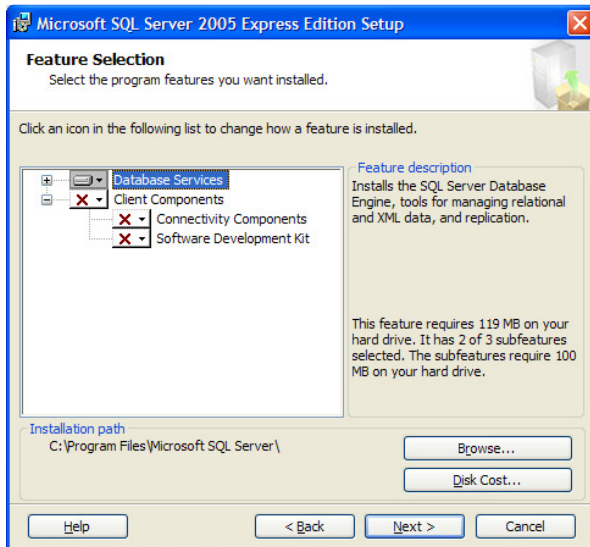 Microsoft SQL Server 2005 Express Edition Setup
Feature Selection
Select the program features you want installed.
Click an icon in the following list to change how a feature is installed.
Database Services
Client Components
Connectivity Components
Software Development Kit
Feature description
Installs the SQL Server Database
Engine, tools for managing relational
and XML data, and replication.
This feature requires 119 MB on your
hard drive. It has 2 of 3 subfeatures
selected. The subfeatures require 100
MB on your hard drive.
Installation path
C:\Program Files\Microsoft SQL Server\
Browse...
Disk Cost...
Help
< Back
Next >
Cancel